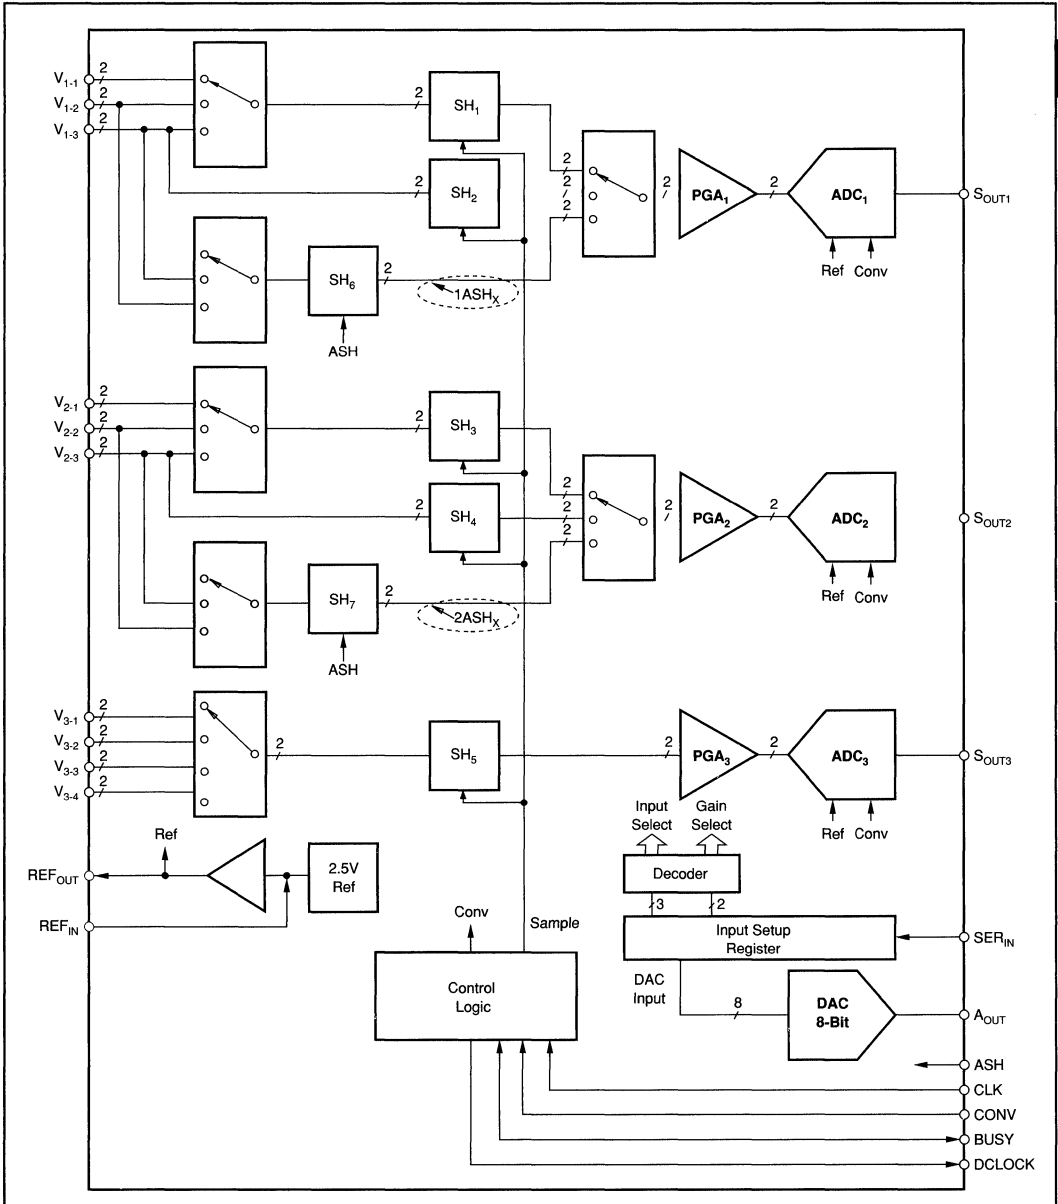 V1-1 2
V1-2 2
V1-3 2
2 SH1
2 SH2
SH6 2
1ASHX
ASH
2
2
2
2 PGA1 2 ADC1 SOUT1
Ref Conv
V2-1 2
V2-2 2
V2-3 2
2 SH3
2 SH4
SH7 2
2ASHX
ASH
2
2
2
2 PGA2 2 ADC2 SOUT2
Ref Conv
V3-1 2
V3-2 2
V3-3 2
V3-4 2
2 SH5 2 PGA3 2 ADC3 SOUT3
Ref Conv
Input
Select
Gain
Select
Decoder
3 2
Input Setup
Register
SERIN
DAC
Input
8
DAC
8-Bit
AOUT
Ref
REFOUT
2.5V
Ref
REFIN
Conv
Sample
Control
Logic
ASH
CLK
CONV
BUSY
DCLOCK